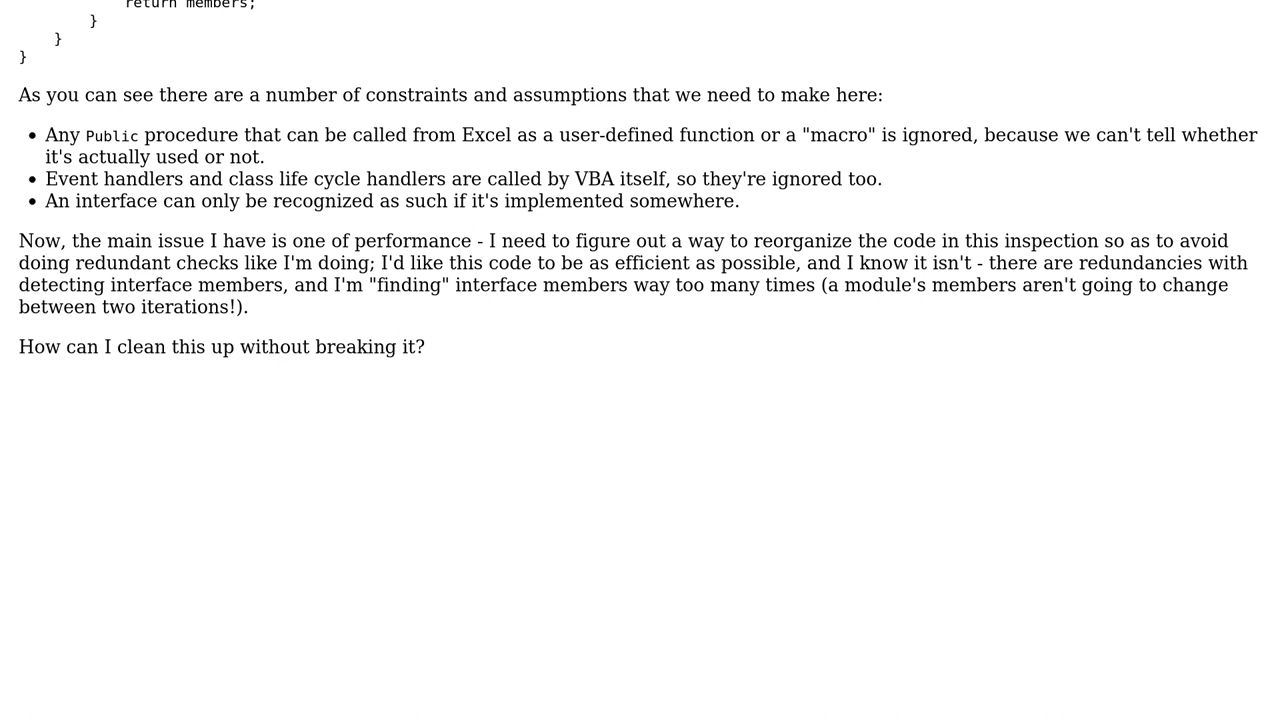 return members;
}
}
}
As you can see there are a number of constraints and assumptions that we need to make here:
• Any Public procedure that can be called from Excel as a user-defined function or a "macro" is ignored, because we can't tell whether
it's actually used or not.
• Event handlers and class life cycle handlers are called by VBA itself, so they're ignored too.
• An interface can only be recognized as such if it's implemented somewhere.
Now, the main issue I have is one of performance - I need to figure out a way to reorganize the code in this inspection so as to avoid
doing redundant checks like I'm doing; I'd like this code to be as efficient as possible, and I know it isn't - there are redundancies with
detecting interface members, and I'm "finding" interface members way too many times (a module's members aren't going to change
between two iterations!).
How can I clean this up without breaking it?